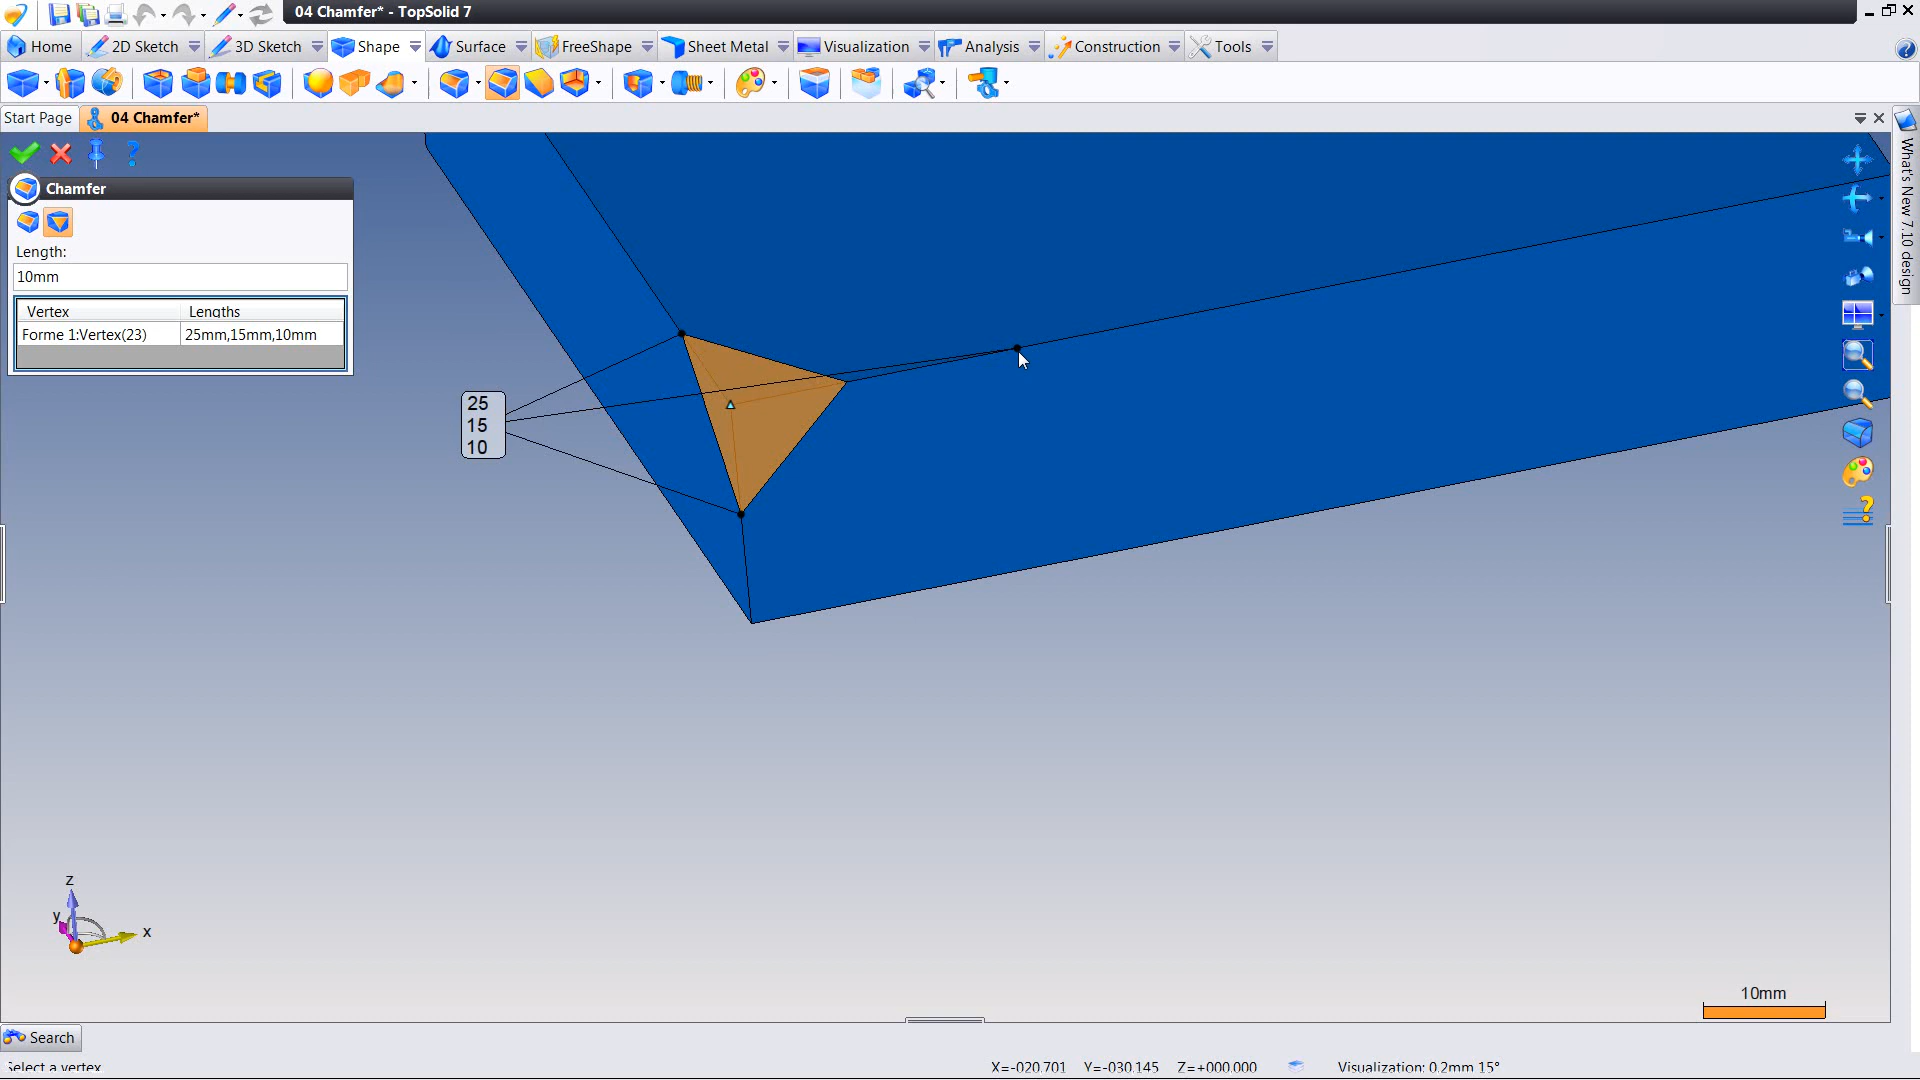 04 Chamfer* - TopSolid 7
Home
2D Sketch
3D Sketch
Shape
Surface
FreeShape
Sheet Metal
Visualization
Analysis
Construction
Tools
Start Page
04 Chamfer*
What's New 7.10 design
Chamfer
Length:
10mm
Vertex Lengths
Forme 1:Vertex(23) 25mm,15mm,10mm
25
15
10
z
y
x
10mm
Search
Select a vertex
X=-020.701 Y=-030.145 Z=+000.000
Visualization: 0.2mm 15°